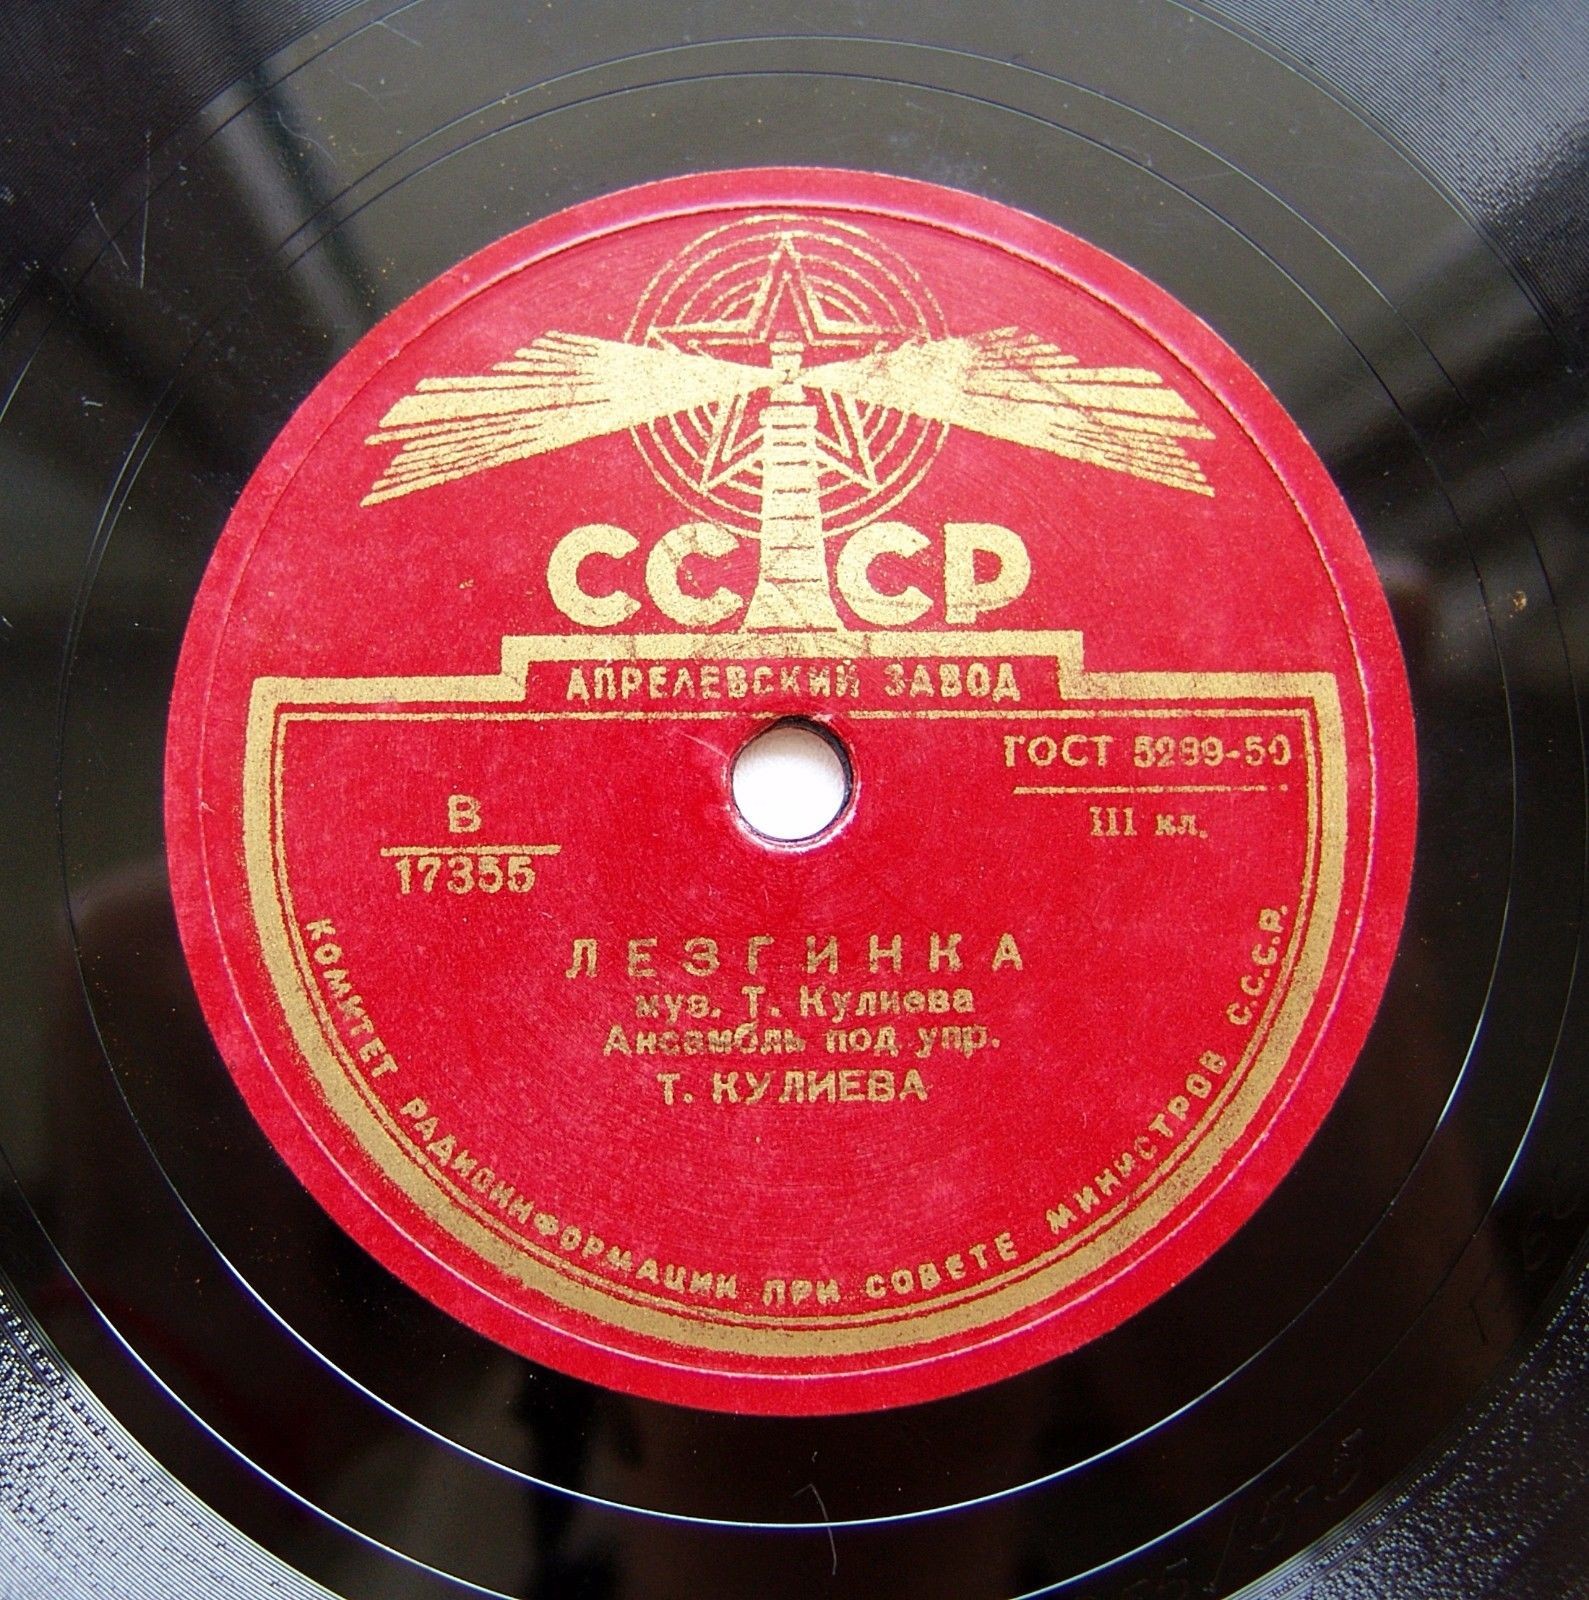 СССР
АПРЕЛЕВСКИЙ ЗАВОД
ГОСТ 5289-50
III кл.
В
17355
ЛЕЗГИНКА
муз. Т. Кулиева
Ансамбль под упр.
Т. КУЛИЕВА
КОМИТЕТ РАДИОИНФОРМАЦИИ ПРИ СОВЕТЕ МИНИСТРОВ С.С.С.Р.